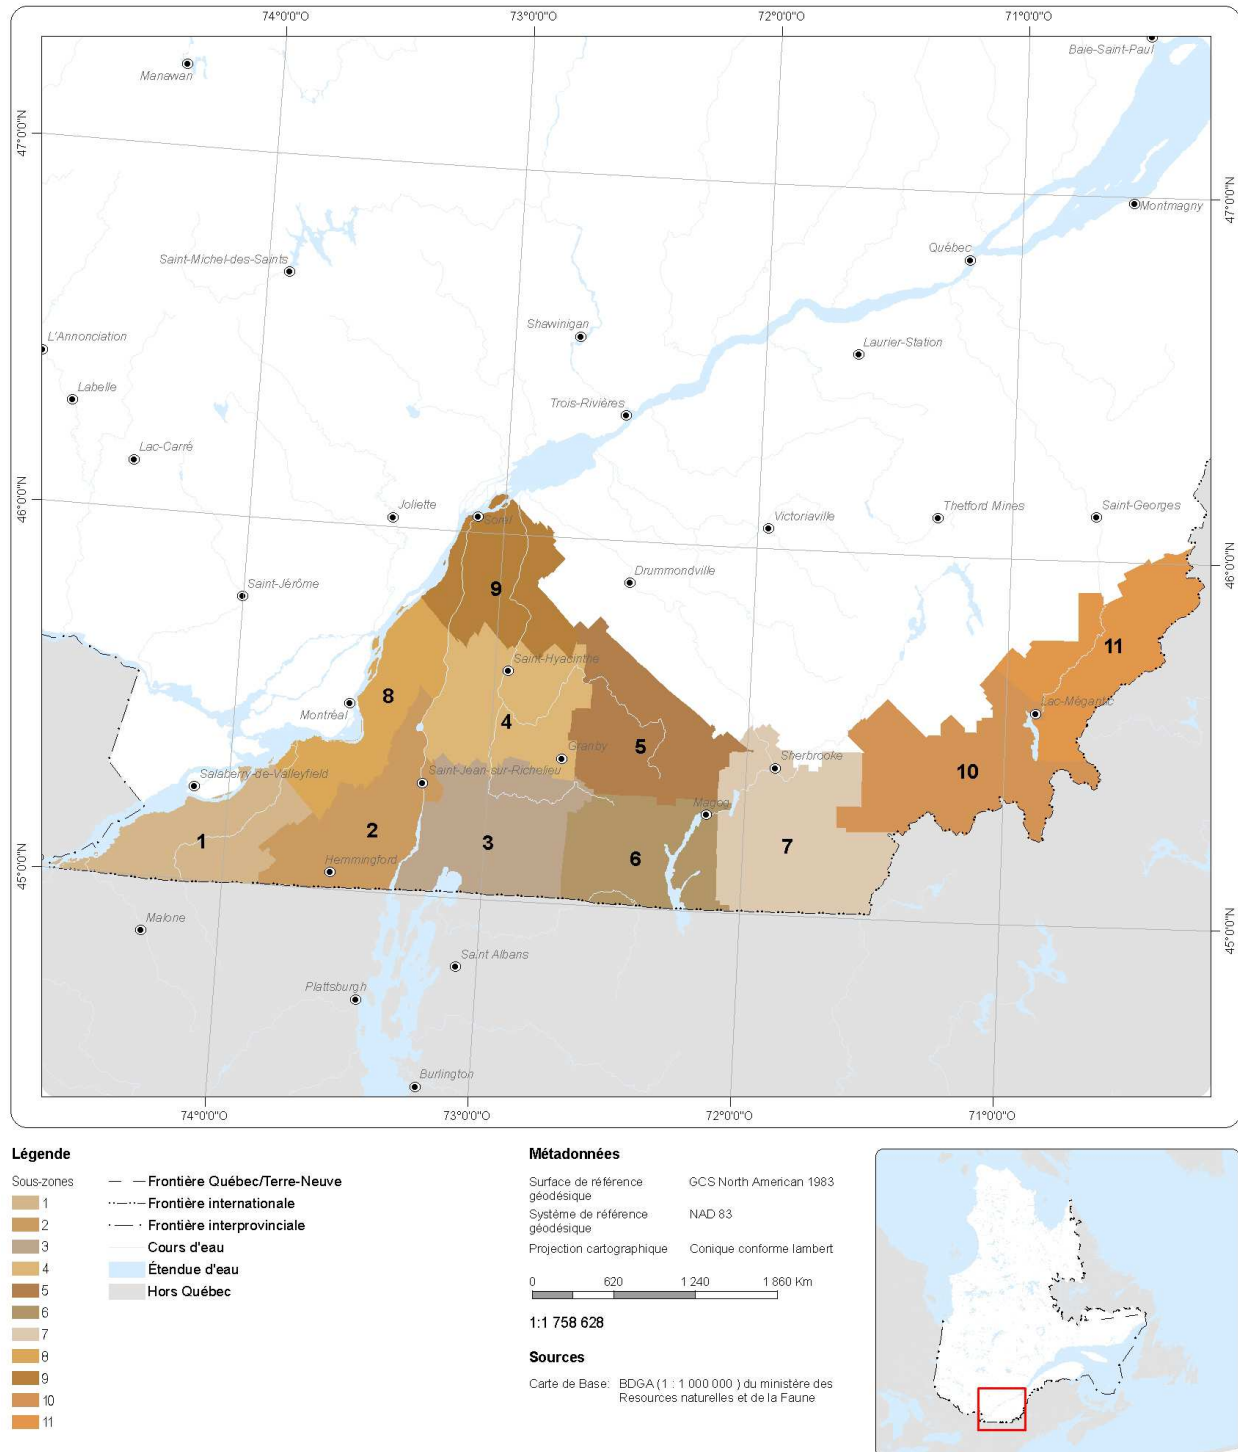 74°0'0"O 73°0'0"O 72°0'0"O 71°0'0"O
Baie-Saint-Paul
Manawan
47°0'0"N
47°0'0"N
Montmagny
Québec
Saint-Michel-des-Saints
Shawinigan
L'Annonciation
Laurier-Station
Labelle
Trois-Rivières
Lac-Carré
46°0'0"N
Joliette
Sorel
Victoriaville
Thetford Mines
Saint-Georges
46°0'0"N
Saint-Jérôme
Drummondville
9
11
Saint-Hyacinthe
8
Montréal
4
Lac-Mégantic
5
Granby
Sherbrooke
10
Salaberry-de-Valleyfield
Saint-Jean-sur-Richelieu
Magog
1
2
3
7
6
45°0'0"N
Hemmingford
45°0'0"N
Malone
Saint Albans
Plattsburgh
Burlington
74°0'0"O 73°0'0"O 72°0'0"O 71°0'0"O
Légende
Sous-zones
1
2
3
4
5
6
7
8
9
10
11
Frontière Québec/Terre-Neuve
Frontière internationale
Frontière interprovinciale
Cours d'eau
Étendue d'eau
Hors Québec
Métadonnées
Surface de référence GCS North American 1983
géodésique
Système de référence NAD 83
géodésique
Projection cartographique Conique conforme lambert
0 620 1 240 1 860 Km
1:1 758 628
Sources
Carte de Base: BDGA ( 1 : 1 000 000 ) du ministère des
Resources naturelles et de la Faune